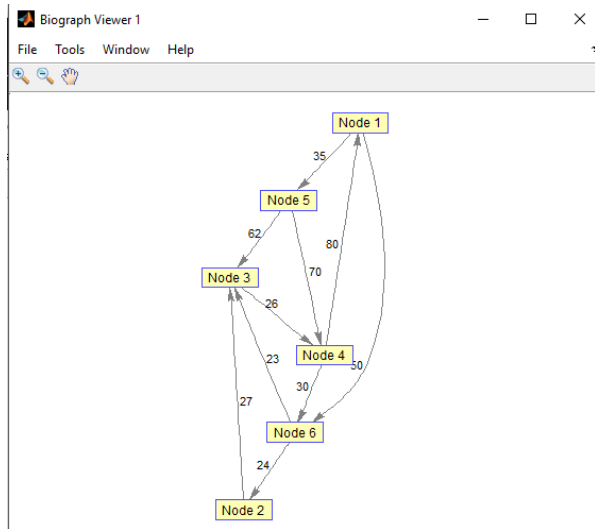 Biograph Viewer 1
File Tools Window Help
Node 1
35
Node 5
62
80
70
Node 3
26
Node 4
23
50
30
27
Node 6
24
Node 2